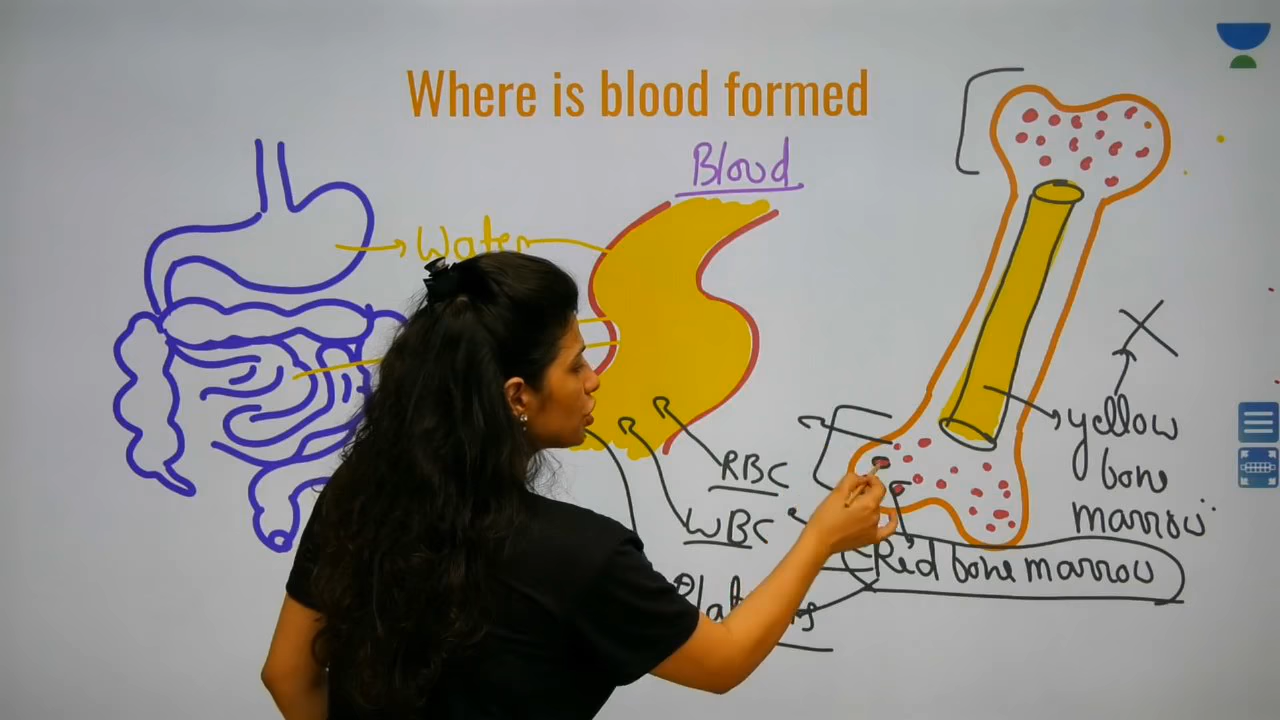 Where is blood formed
Blood
Water
RBC
WBC
yellow
bone
marrow
Red bone marrow